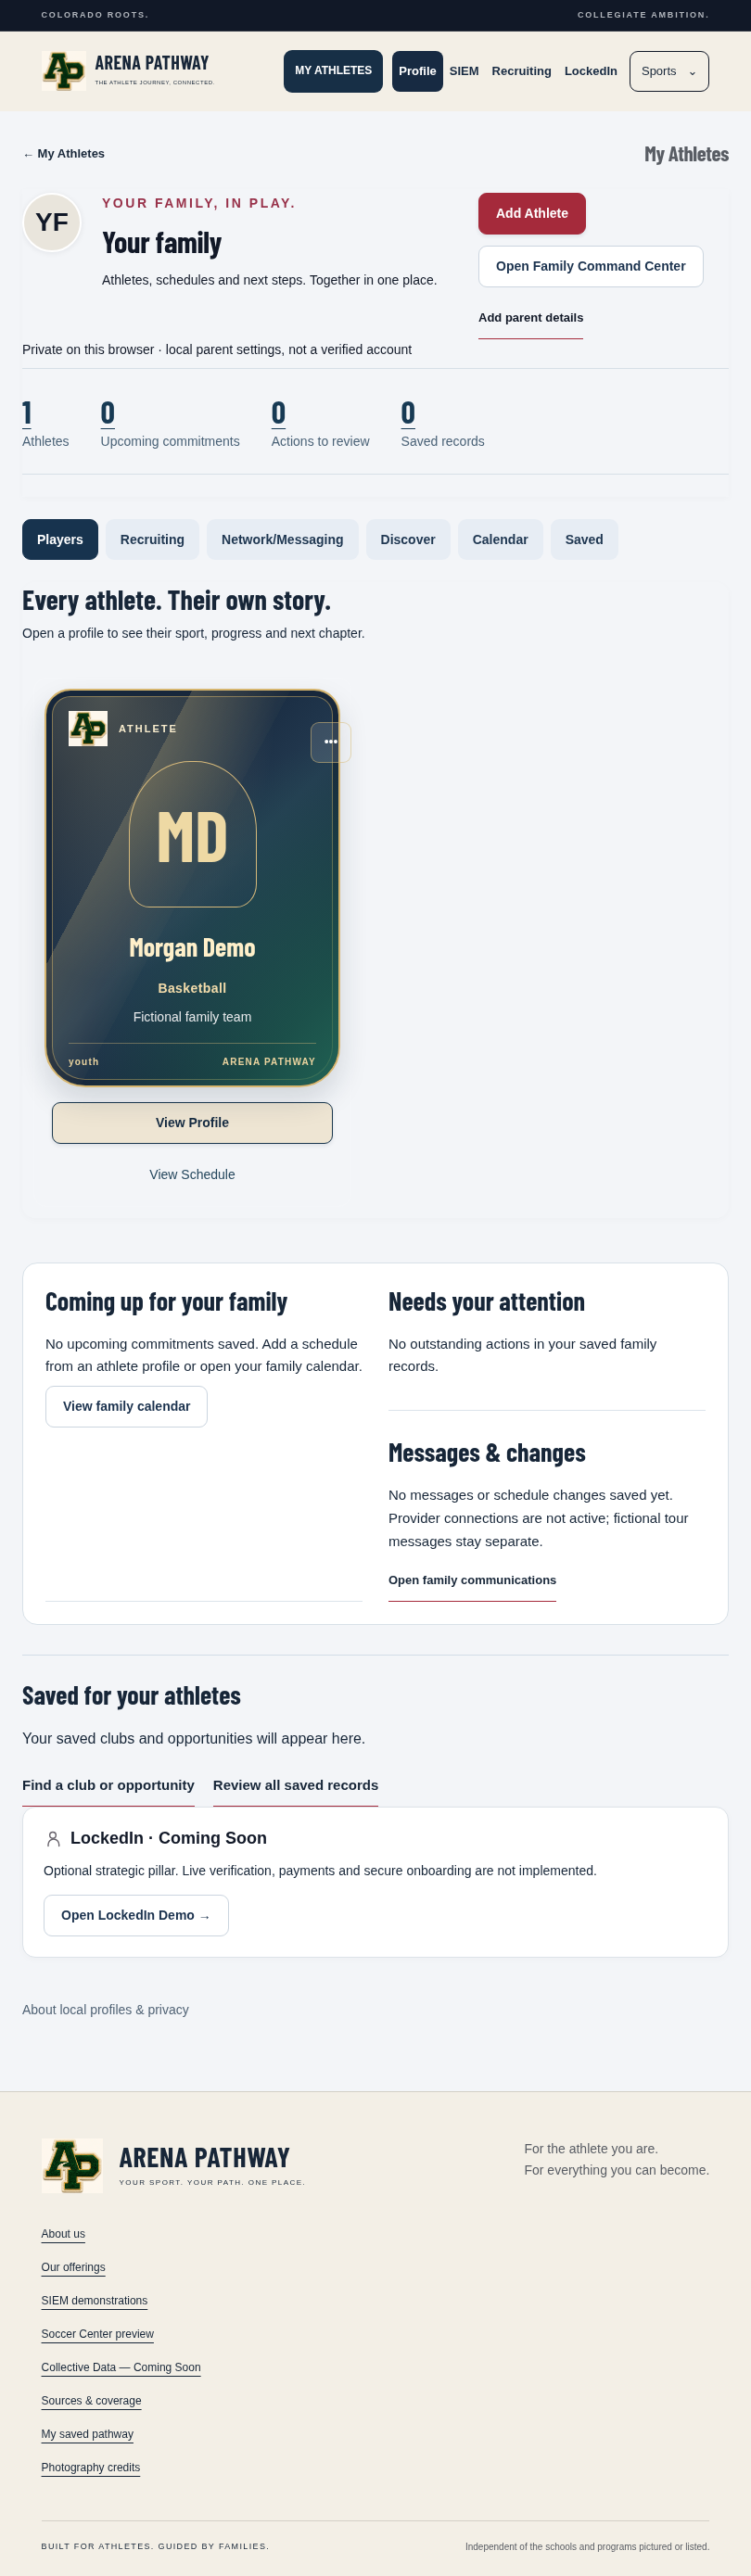 COLORADO ROOTS.
COLLEGIATE AMBITION.
AP
ARENA PATHWAY
THE ATHLETE JOURNEY, CONNECTED.
MY ATHLETES
Profile
SIEM
Recruiting
LockedIn
Sports ⌄
← My Athletes
My Athletes
YF
YOUR FAMILY, IN PLAY.
Your family
Athletes, schedules and next steps. Together in one place.
Add Athlete
Open Family Command Center
Add parent details
Private on this browser · local parent settings, not a verified account
1
Athletes
0
Upcoming commitments
0
Actions to review
0
Saved records
Players
Recruiting
Network/Messaging
Discover
Calendar
Saved
Every athlete. Their own story.
Open a profile to see their sport, progress and next chapter.
AP
ATHLETE
•••
MD
Morgan Demo
Basketball
Fictional family team
youth
ARENA PATHWAY
View Profile
View Schedule
Coming up for your family
No upcoming commitments saved. Add a schedule
from an athlete profile or open your family calendar.
View family calendar
Needs your attention
No outstanding actions in your saved family
records.
Messages & changes
No messages or schedule changes saved yet.
Provider connections are not active; fictional tour
messages stay separate.
Open family communications
Saved for your athletes
Your saved clubs and opportunities will appear here.
Find a club or opportunity
Review all saved records
LockedIn · Coming Soon
Optional strategic pillar. Live verification, payments and secure onboarding are not implemented.
Open LockedIn Demo →
About local profiles & privacy
AP
ARENA PATHWAY
YOUR SPORT. YOUR PATH. ONE PLACE.
For the athlete you are.
For everything you can become.
About us
Our offerings
SIEM demonstrations
Soccer Center preview
Collective Data — Coming Soon
Sources & coverage
My saved pathway
Photography credits
BUILT FOR ATHLETES. GUIDED BY FAMILIES.
Independent of the schools and programs pictured or listed.